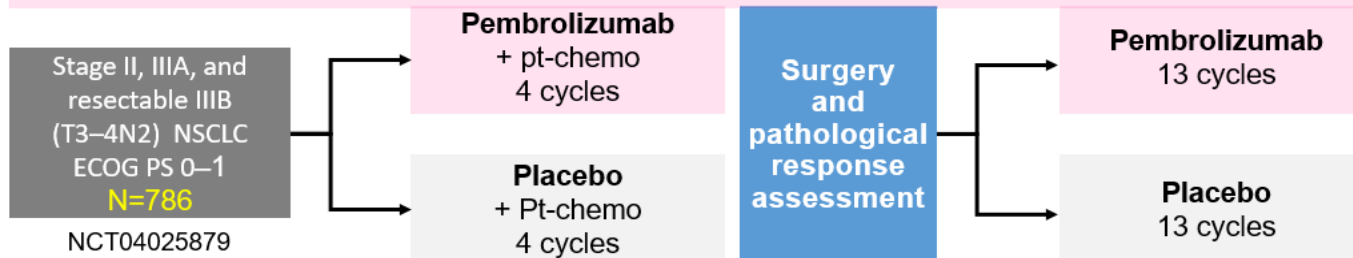 Stage II, IIIA, and
resectable IIIB
(T3–4N2) NSCLC
ECOG PS 0–1
N=786
NCT04025879
Pembrolizumab
+ pt-chemo
4 cycles
Placebo
+ Pt-chemo
4 cycles
Surgery
and
pathological
response
assessment
Pembrolizumab
13 cycles
Placebo
13 cycles